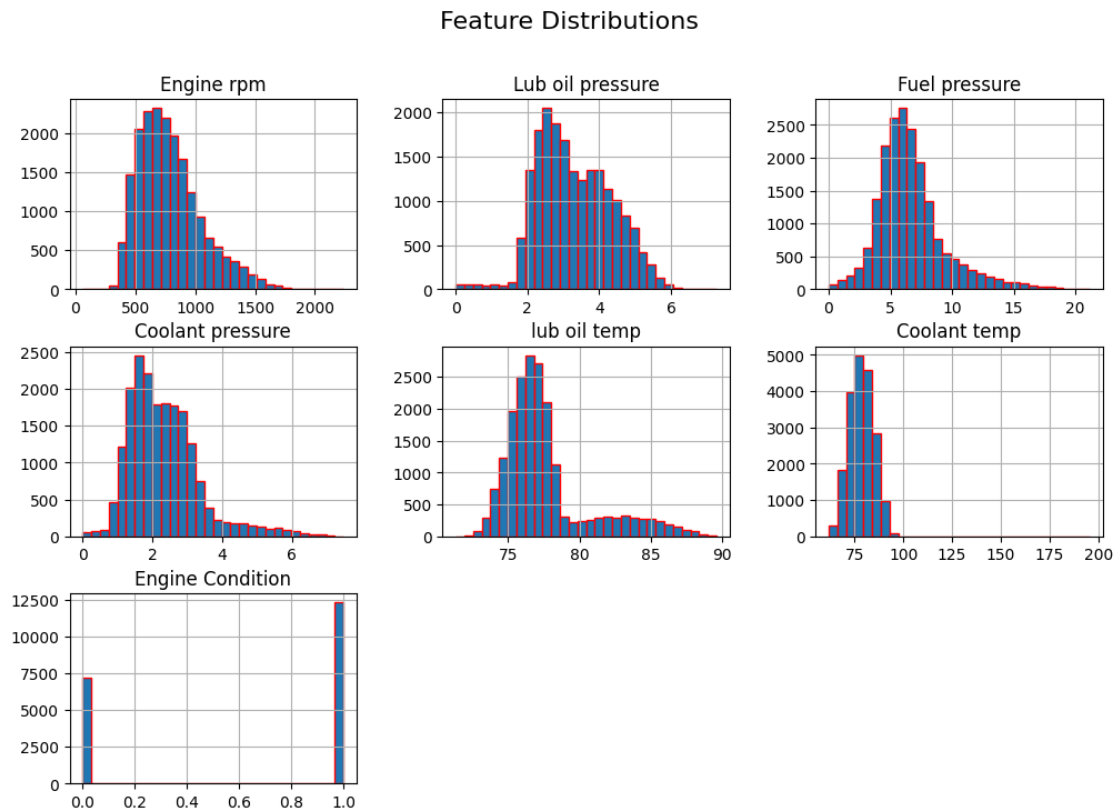 Feature Distributions
Engine rpm
Lub oil pressure
Fuel pressure
2000
1500
1000
500
0
0 500 1000 1500 2000
2000
1500
1000
500
0
0 2 4 6
2500
2000
1500
1000
500
0
0 5 10 15 20
Coolant pressure
lub oil temp
Coolant temp
2500
2000
1500
1000
500
0
0 2 4 6
2500
2000
1500
1000
500
0
75 80 85 90
5000
4000
3000
2000
1000
0
75 100 125 150 175 200
Engine Condition
12500
10000
7500
5000
2500
0
0.0 0.2 0.4 0.6 0.8 1.0